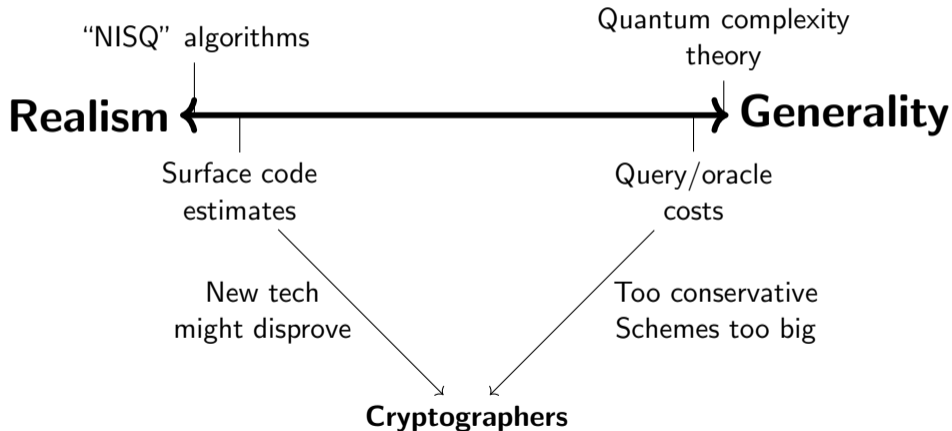 “NISQ” algorithms
Quantum complexity
theory
Realism
Generality
Surface code
estimates
Query/oracle
costs
New tech
might disprove
Too conservative
Schemes too big
Cryptographers